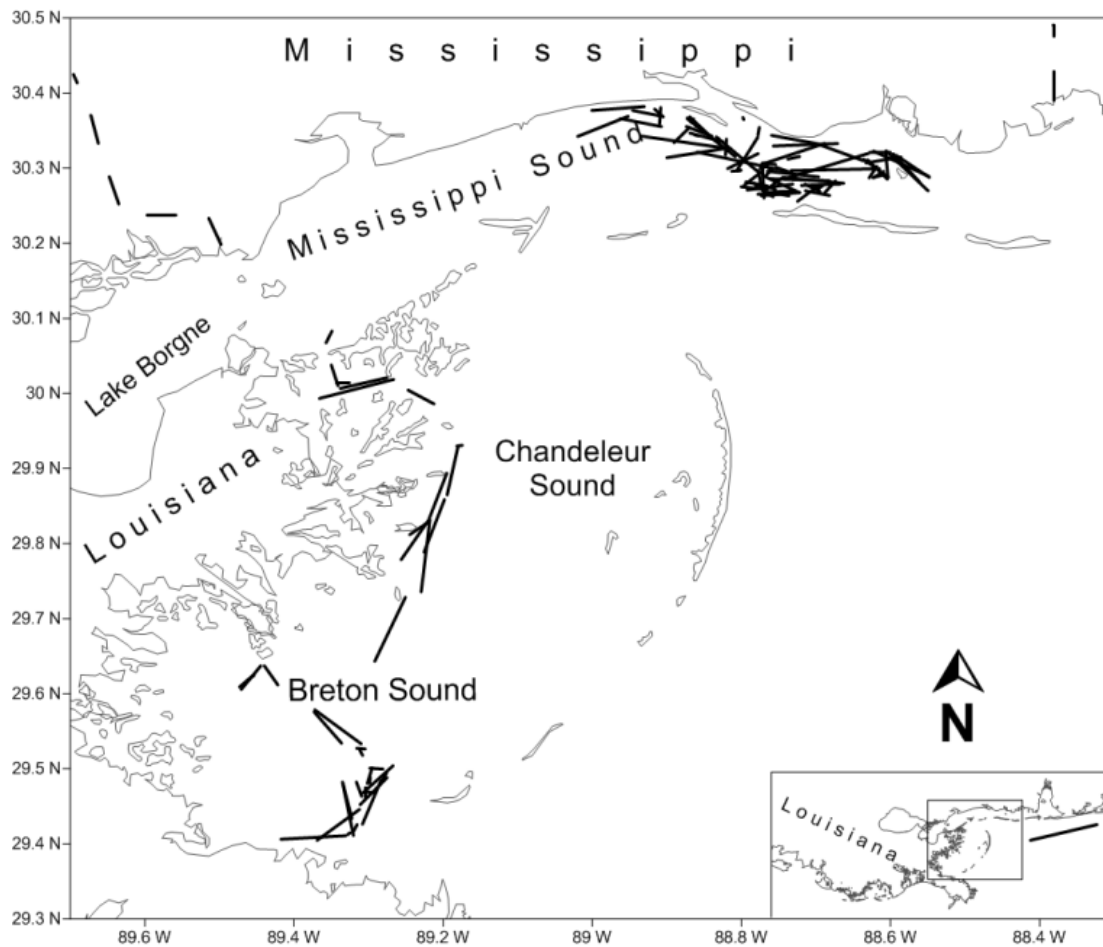 30.5 N
Mississippi
30.4 N
30.3 N
Mississippi Sound
30.2 N
30.1 N
Lake Borgne
30 N
29.9 N
Chandeleur
Sound
Louisiana
29.8 N
29.7 N
29.6 N
Breton Sound
N
29.5 N
Louisiana
29.4 N
29.3 N
89.6 W 89.4 W 89.2 W 89 W 88.8 W 88.6 W 88.4 W